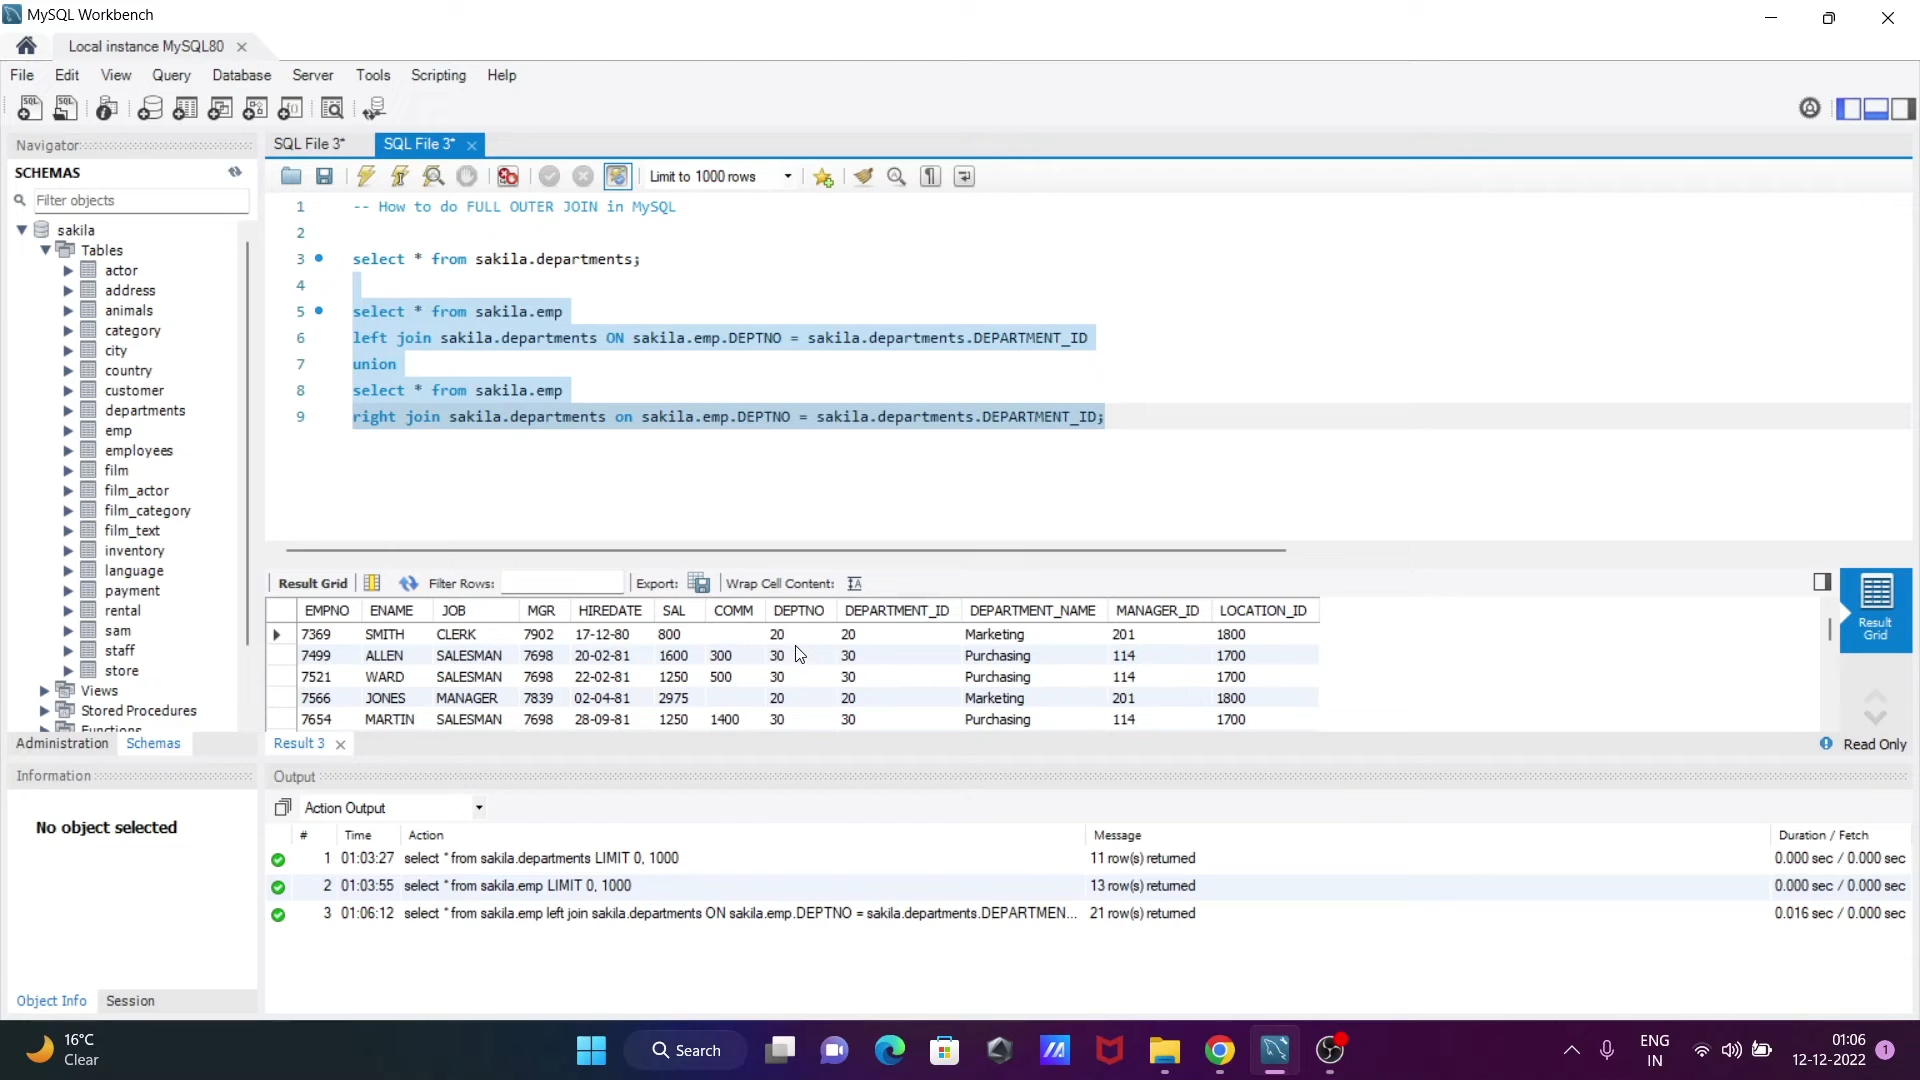 MySQL Workbench
Local instance MySQL80
File Edit View Query Database Server Tools Scripting Help
Navigator
SQL File 3* SQL File 3*
SCHEMAS
Limit to 1000 rows
Filter objects
sakila
Tables
actor
address
animals
category
city
country
customer
departments
emp
employees
film
film_actor
film_category
film_text
inventory
language
payment
rental
sam
staff
store
Views
Stored Procedures
Functions
Administration Schemas
1 -- How to do FULL OUTER JOIN in MySQL
2
3 select * from sakila.departments;
4
5 select * from sakila.emp
6 left join sakila.departments ON sakila.emp.DEPTNO = sakila.departments.DEPARTMENT_ID
7 union
8 select * from sakila.emp
9 right join sakila.departments on sakila.emp.DEPTNO = sakila.departments.DEPARTMENT_ID;
Result Grid Filter Rows: Export: Wrap Cell Content:
EMPNO ENAME JOB MGR HIREDATE SAL COMM DEPTNO DEPARTMENT_ID DEPARTMENT_NAME MANAGER_ID LOCATION_ID
7369 SMITH CLERK 7902 17-12-80 800 20 20 Marketing 201 1800
7499 ALLEN SALESMAN 7698 20-02-81 1600 300 30 30 Purchasing 114 1700
7521 WARD SALESMAN 7698 22-02-81 1250 500 30 30 Purchasing 114 1700
7566 JONES MANAGER 7839 02-04-81 2975 20 20 Marketing 201 1800
7654 MARTIN SALESMAN 7698 28-09-81 1250 1400 30 30 Purchasing 114 1700
Result
Grid
Result 3
Read Only
Information
No object selected
Object Info Session
Output
Action Output
# Time Action Message Duration / Fetch
1 01:03:27 select * from sakila.departments LIMIT 0, 1000 11 row(s) returned 0.000 sec / 0.000 sec
2 01:03:55 select * from sakila.emp LIMIT 0, 1000 13 row(s) returned 0.000 sec / 0.000 sec
3 01:06:12 select * from sakila.emp left join sakila.departments ON sakila.emp.DEPTNO = sakila.departments.DEPARTMEN... 21 row(s) returned 0.016 sec / 0.000 sec
16°C
Clear
Search
ENG
IN
01:06
12-12-2022
1